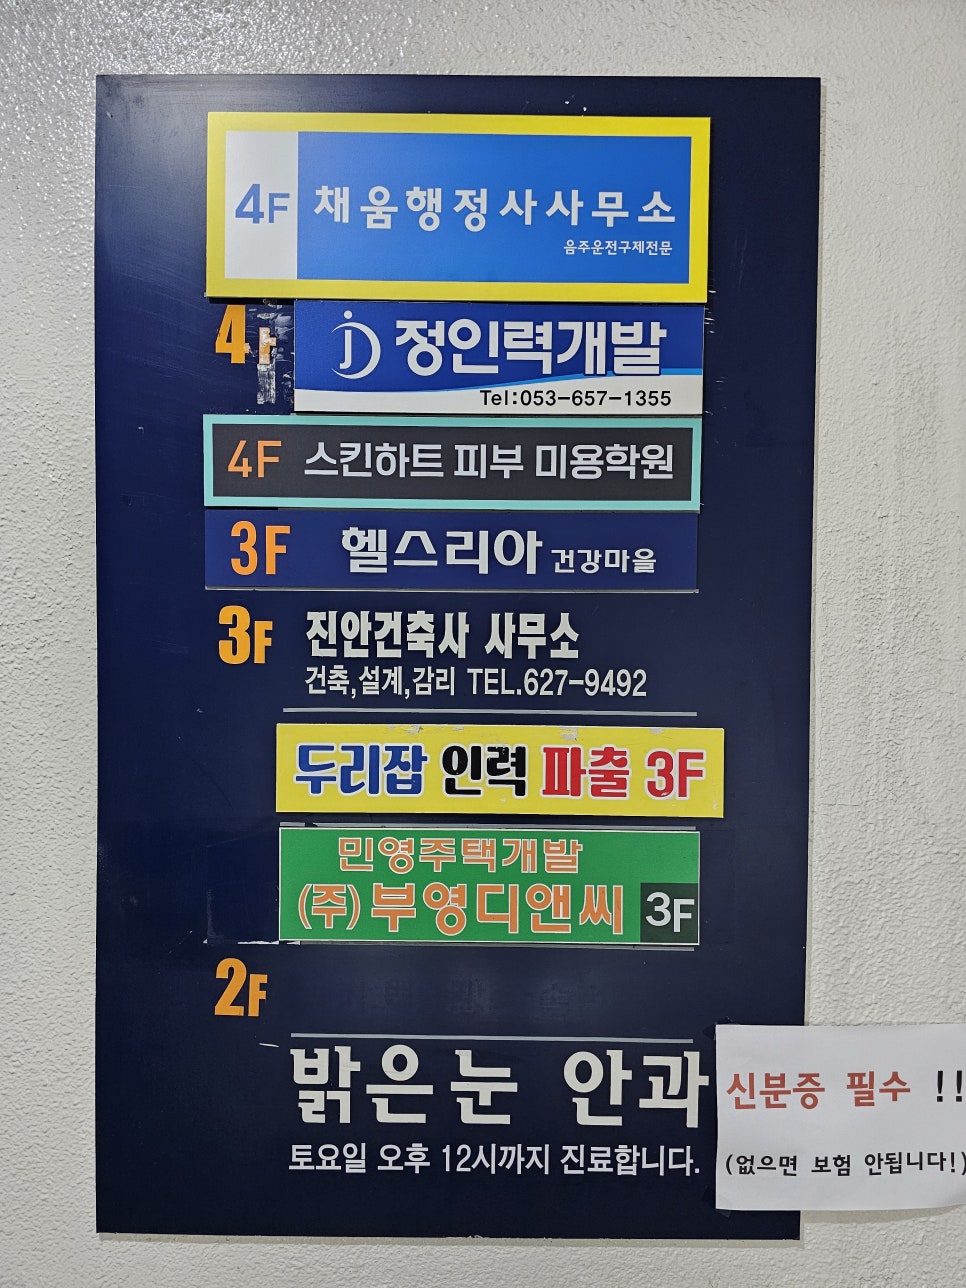 4F 채움행정사사무소
음주운전구제전문
4F 정인력개발
Tel:053-657-1355
4F 스킨하트 피부 미용학원
3F 헬스리아 건강마을
3F 진안건축사 사무소
건축,설계,감리 TEL.627-9492
두리잡 인력 파출 3F
민영주택개발
(주)부영디앤씨 3F
2F
밝은눈 안과
토요일 오후 12시까지 진료합니다.
신분증 필수 !!
(없으면 보험 안됩니다!)